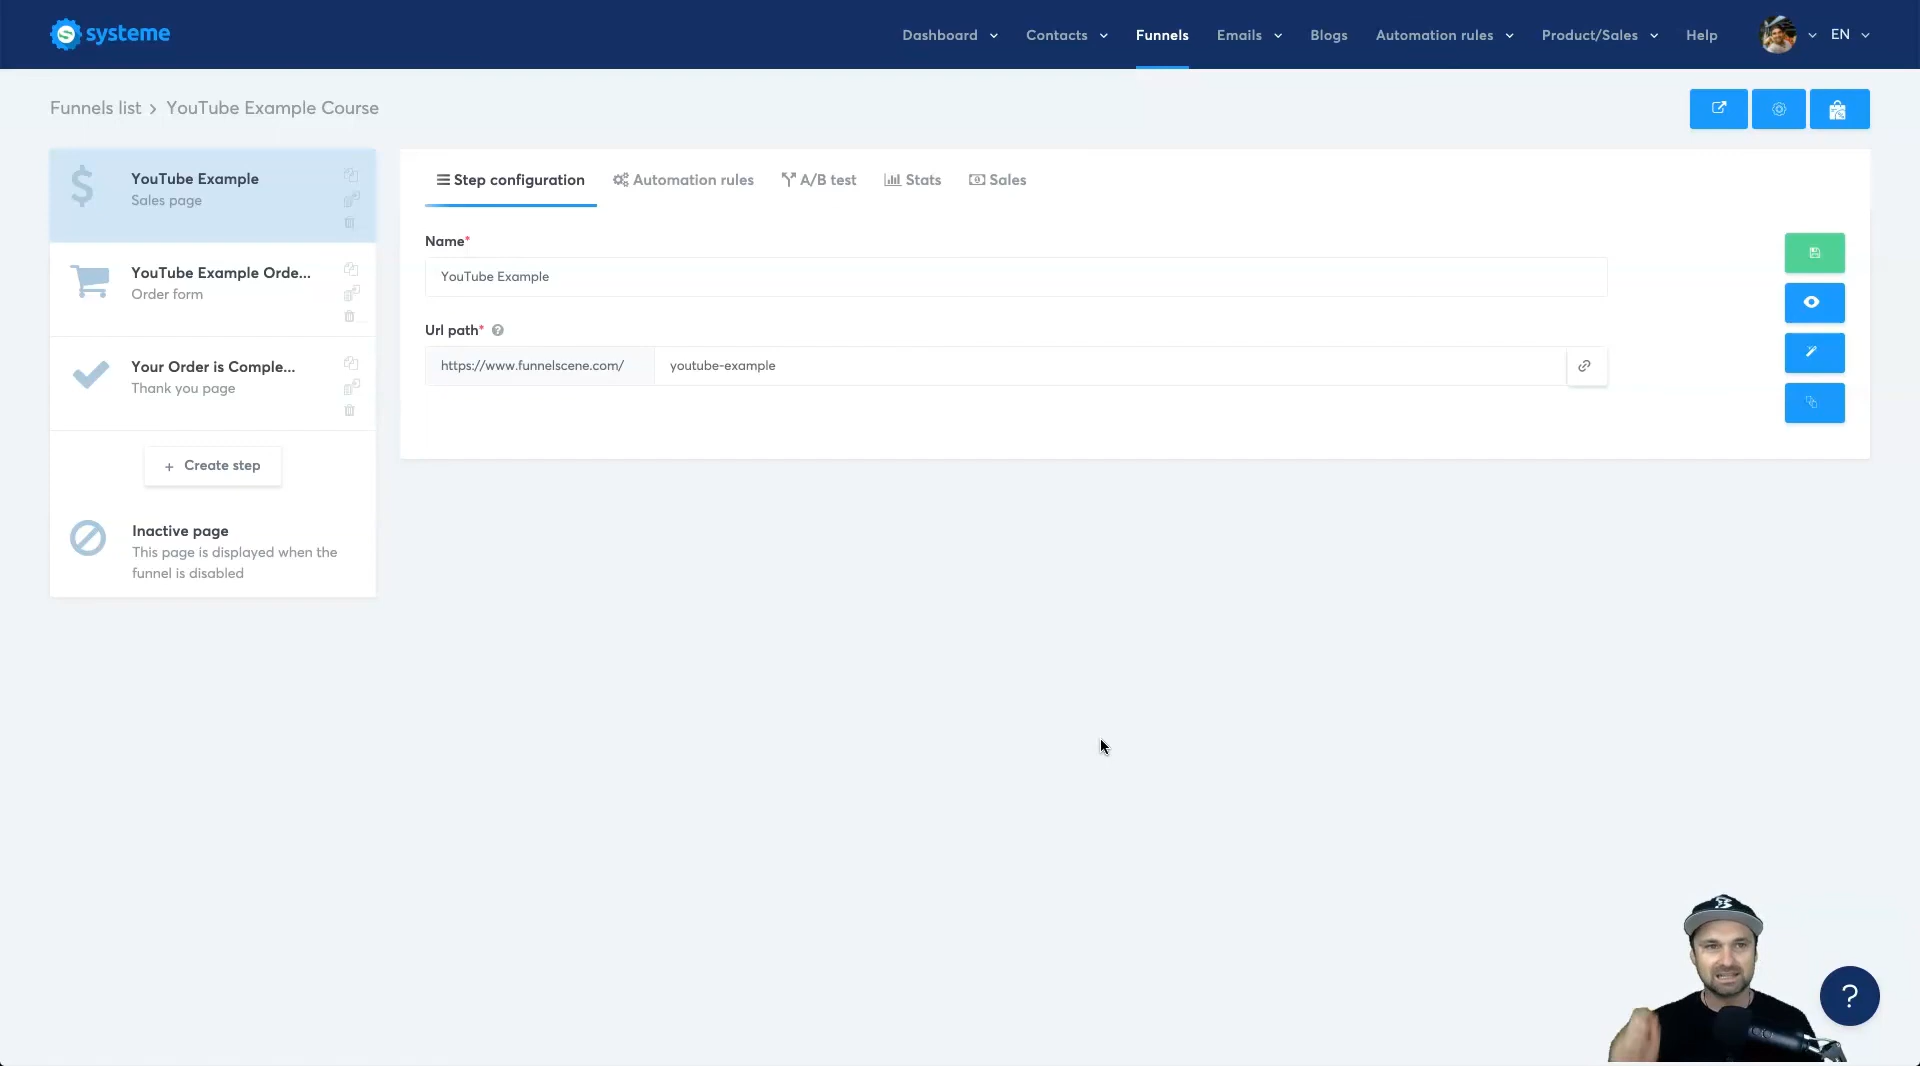 systeme
Dashboard
Contacts
Funnels
Emails
Blogs
Automation rules
Product/Sales
Help
EN
Funnels list › YouTube Example Course
YouTube Example
Sales page
YouTube Example Orde...
Order form
Your Order is Comple...
Thank you page
+ Create step
Inactive page
This page is displayed when the
funnel is disabled
Step configuration
Automation rules
A/B test
Stats
Sales
Name*
YouTube Example
Url path* ?
https://www.funnelscene.com/
youtube-example
?